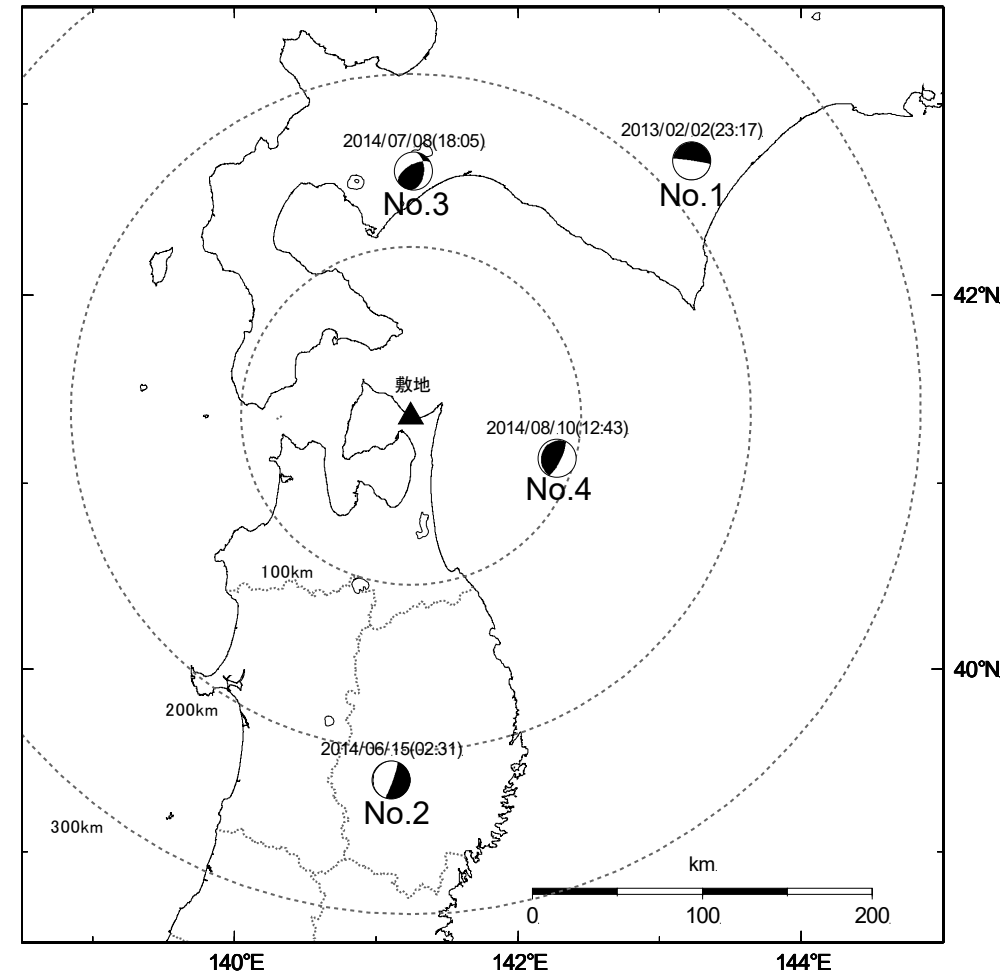 2014/07/08(18:05)
No.3
2013/02/02(23:17)
No.1
42°N
敷地
2014/08/10(12:43)
No.4
100km
40°N
200km
2014/06/15(02:31)
No.2
300km
km
0 100 200
140°E 142°E 144°E